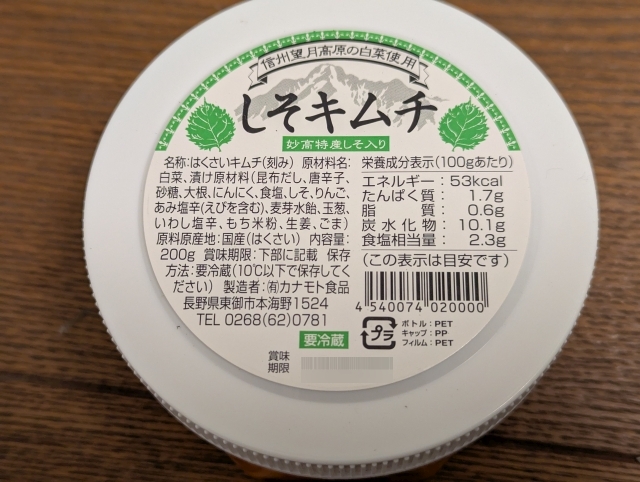 信州望月高原の白菜使用
しそキムチ
妙高特産しそ入り
名称:はくさいキムチ(刻み) 原材料名:
白菜、漬け原材料(昆布だし、唐辛子、
砂糖、大根、にんにく、食塩、しそ、りんご、
あみ塩辛(えびを含む)、麦芽水飴、玉葱、
いわし塩辛、もち米粉、生姜、ごま)
原料原産地:国産(はくさい) 内容量:
200g 賞味期限:下部に記載 保存
方法:要冷蔵(10℃以下で保存してく
ださい) 製造者:㈲カナモト食品
長野県東御市本海野1524
TEL 0268(62)0781
栄養成分表示(100gあたり)
エネルギー: 53kcal
たんぱく質: 1.7g
脂質: 0.6g
炭水化物: 10.1g
食塩相当量: 2.3g
(この表示は目安です)
4 540074 020000
プラ
ボトル:PET
キャップ:PP
フィルム:PET
要冷蔵
賞味
期限